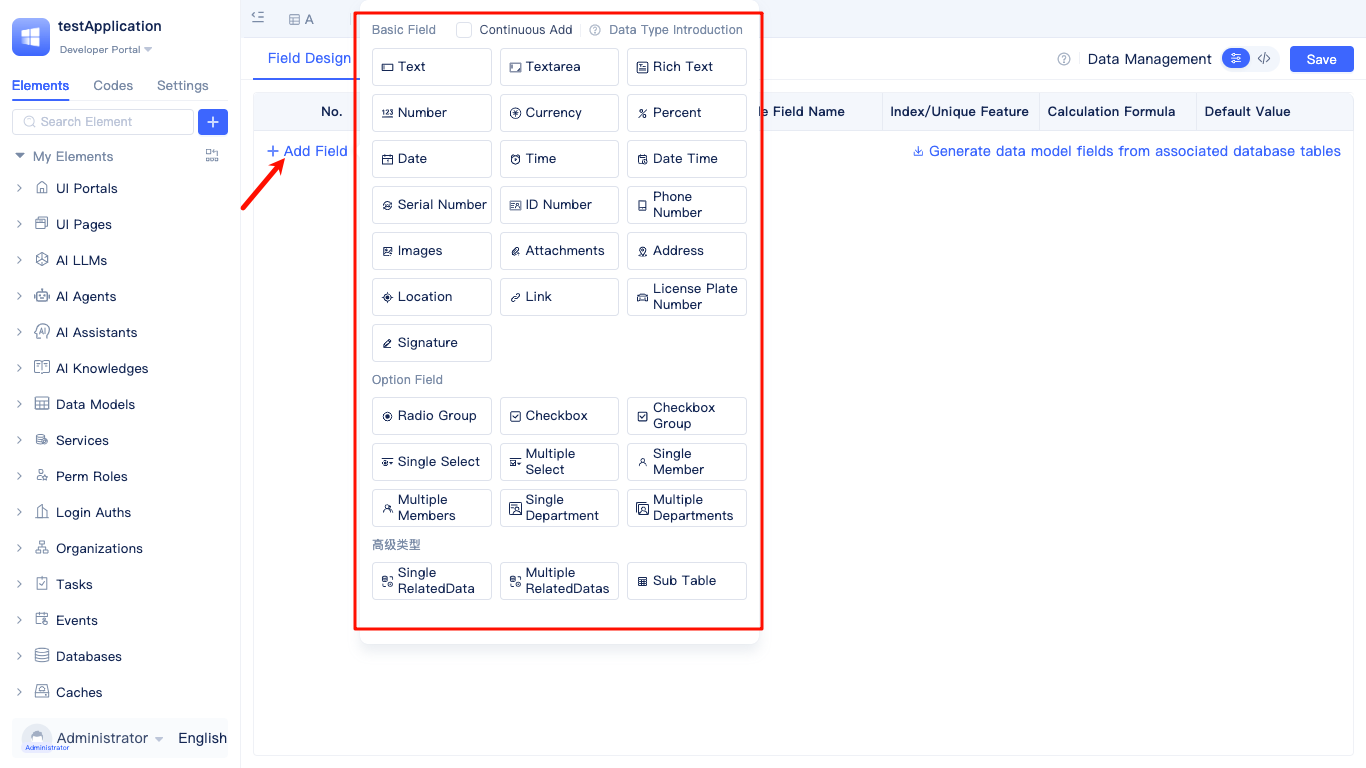 testApplication
Developer Portal
Elements
Codes
Settings
Search Element
My Elements
UI Portals
UI Pages
AI LLMs
AI Agents
AI Assistants
AI Knowledges
Data Models
Services
Perm Roles
Login Auths
Organizations
Tasks
Events
Databases
Caches
Administrator
Administrator
English
A
Field Design
Data Management
Save
No.
le Field Name
Index/Unique Feature
Calculation Formula
Default Value
Add Field
Generate data model fields from associated database tables
Basic Field
Continuous Add
Data Type Introduction
Text
Textarea
Rich Text
Number
Currency
Percent
Date
Time
Date Time
Serial Number
ID Number
Phone
Number
Images
Attachments
Address
Location
Link
License Plate
Number
Signature
Option Field
Radio Group
Checkbox
Checkbox
Group
Single Select
Multiple
Select
Single
Member
Multiple
Members
Single
Department
Multiple
Departments
高级类型
Single
RelatedData
Multiple
RelatedDatas
Sub Table